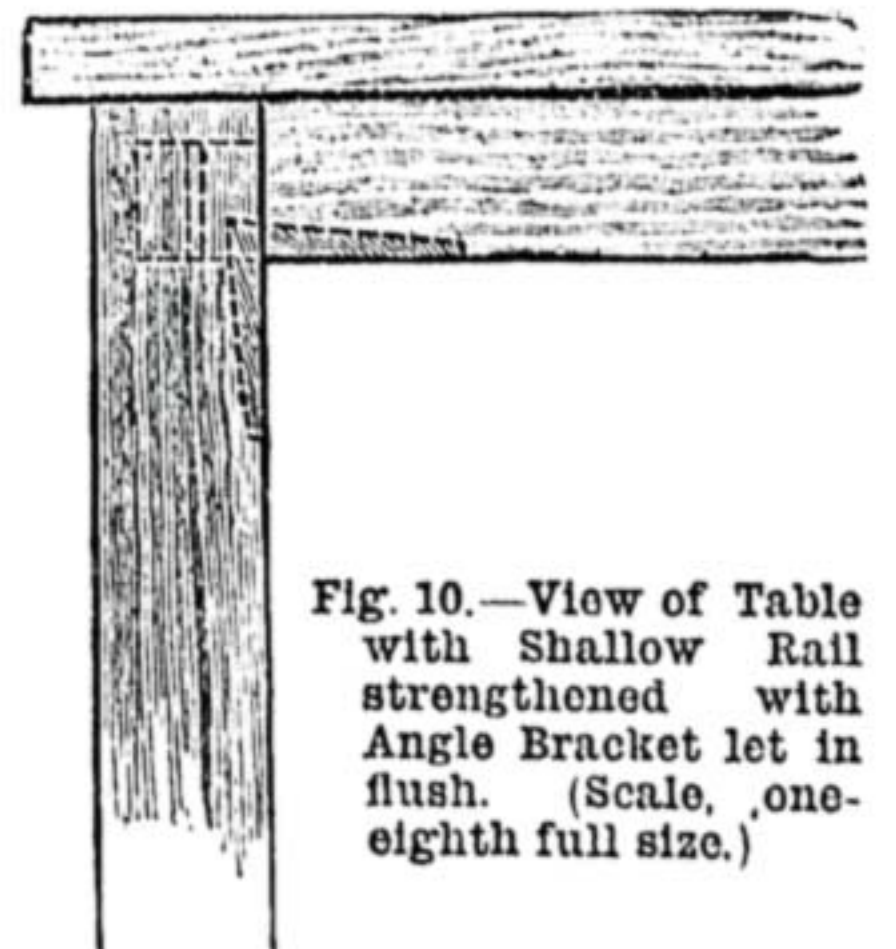 Fig. 10.—View of Table
with Shallow Rail
strengthened with
Angle Bracket let in
flush. (Scale, one-
eighth full size.)